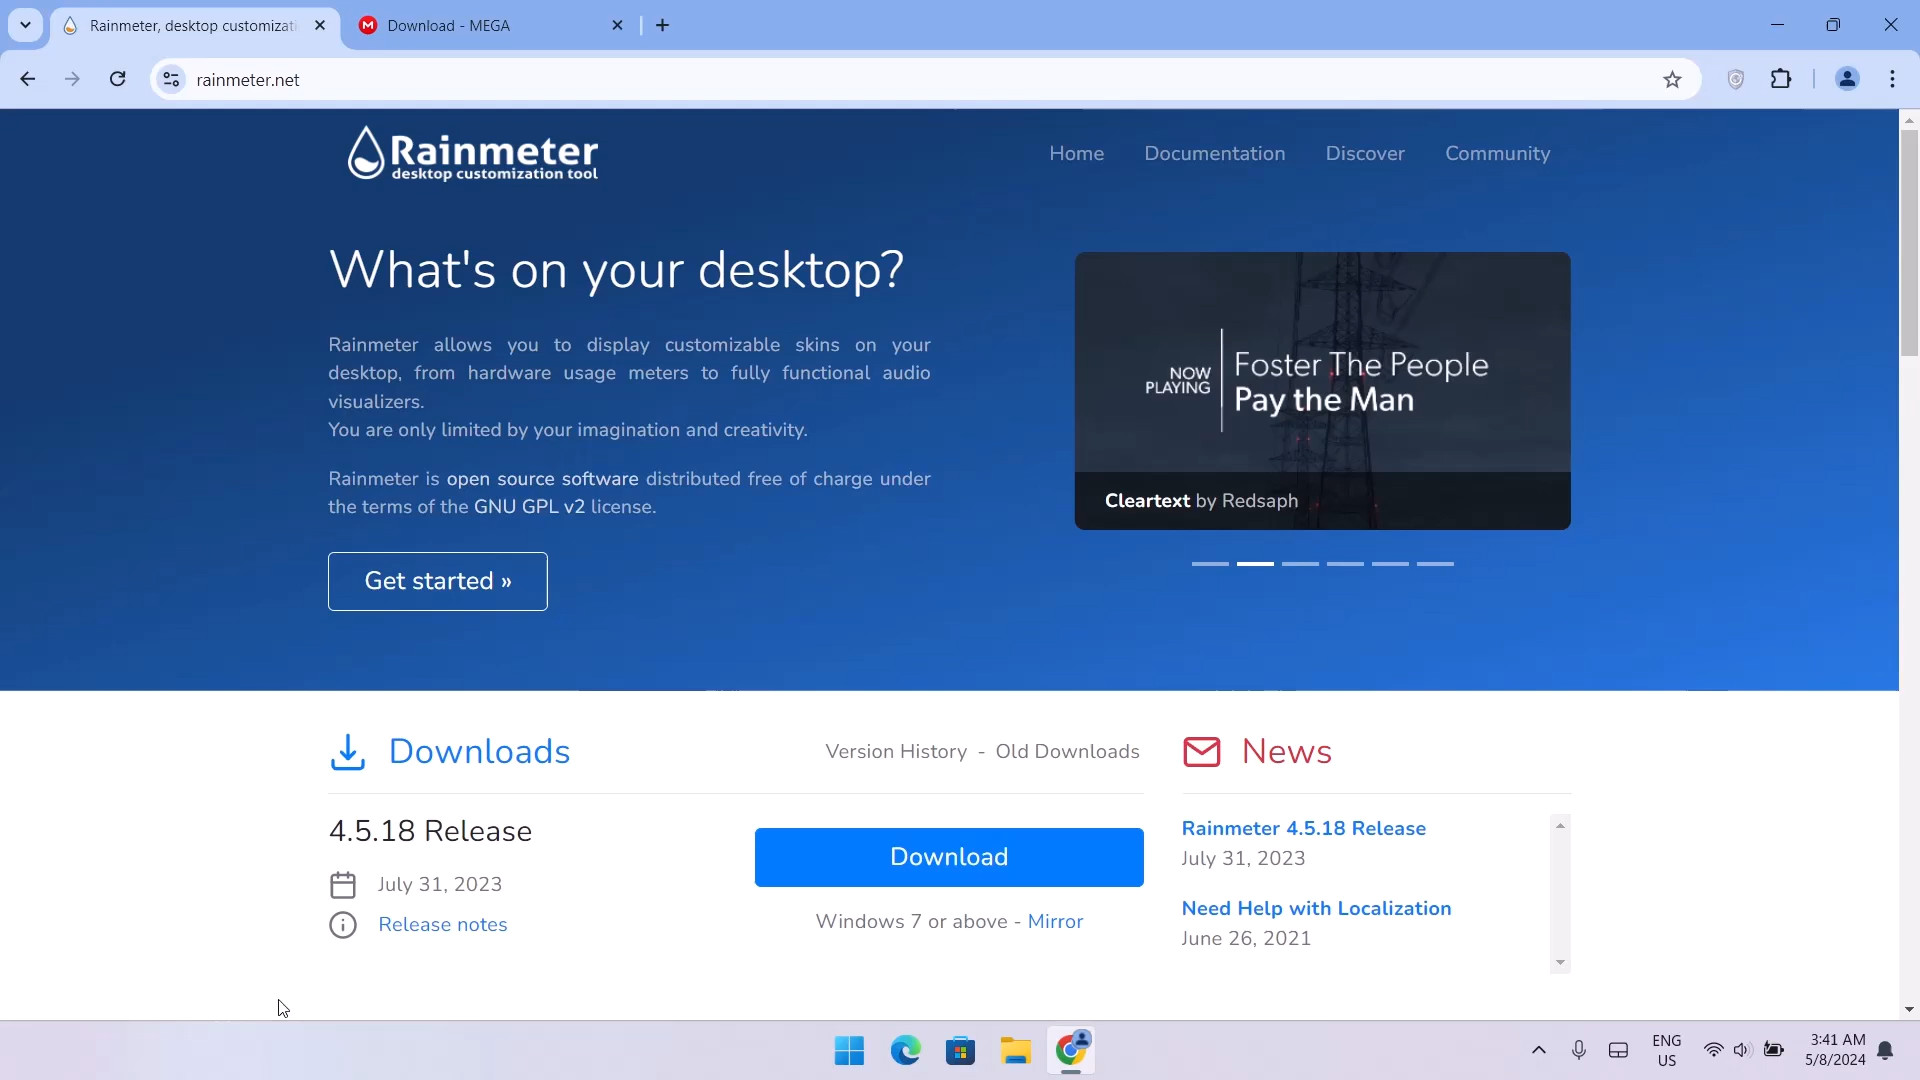 Rainmeter, desktop customizati
Download - MEGA
rainmeter.net
Rainmeter
desktop customization tool
Home
Documentation
Discover
Community
What's on your desktop?
Rainmeter allows you to display customizable skins on your
desktop, from hardware usage meters to fully functional audio
visualizers.
You are only limited by your imagination and creativity.
Rainmeter is open source software distributed free of charge under
the terms of the GNU GPL v2 license.
Get started »
NOW
PLAYING
Foster The People
Pay the Man
Cleartext by Redsaph
Downloads
Version History - Old Downloads
4.5.18 Release
July 31, 2023
Release notes
Download
Windows 7 or above - Mirror
News
Rainmeter 4.5.18 Release
July 31, 2023
Need Help with Localization
June 26, 2021
ENG
US
3:41 AM
5/8/2024